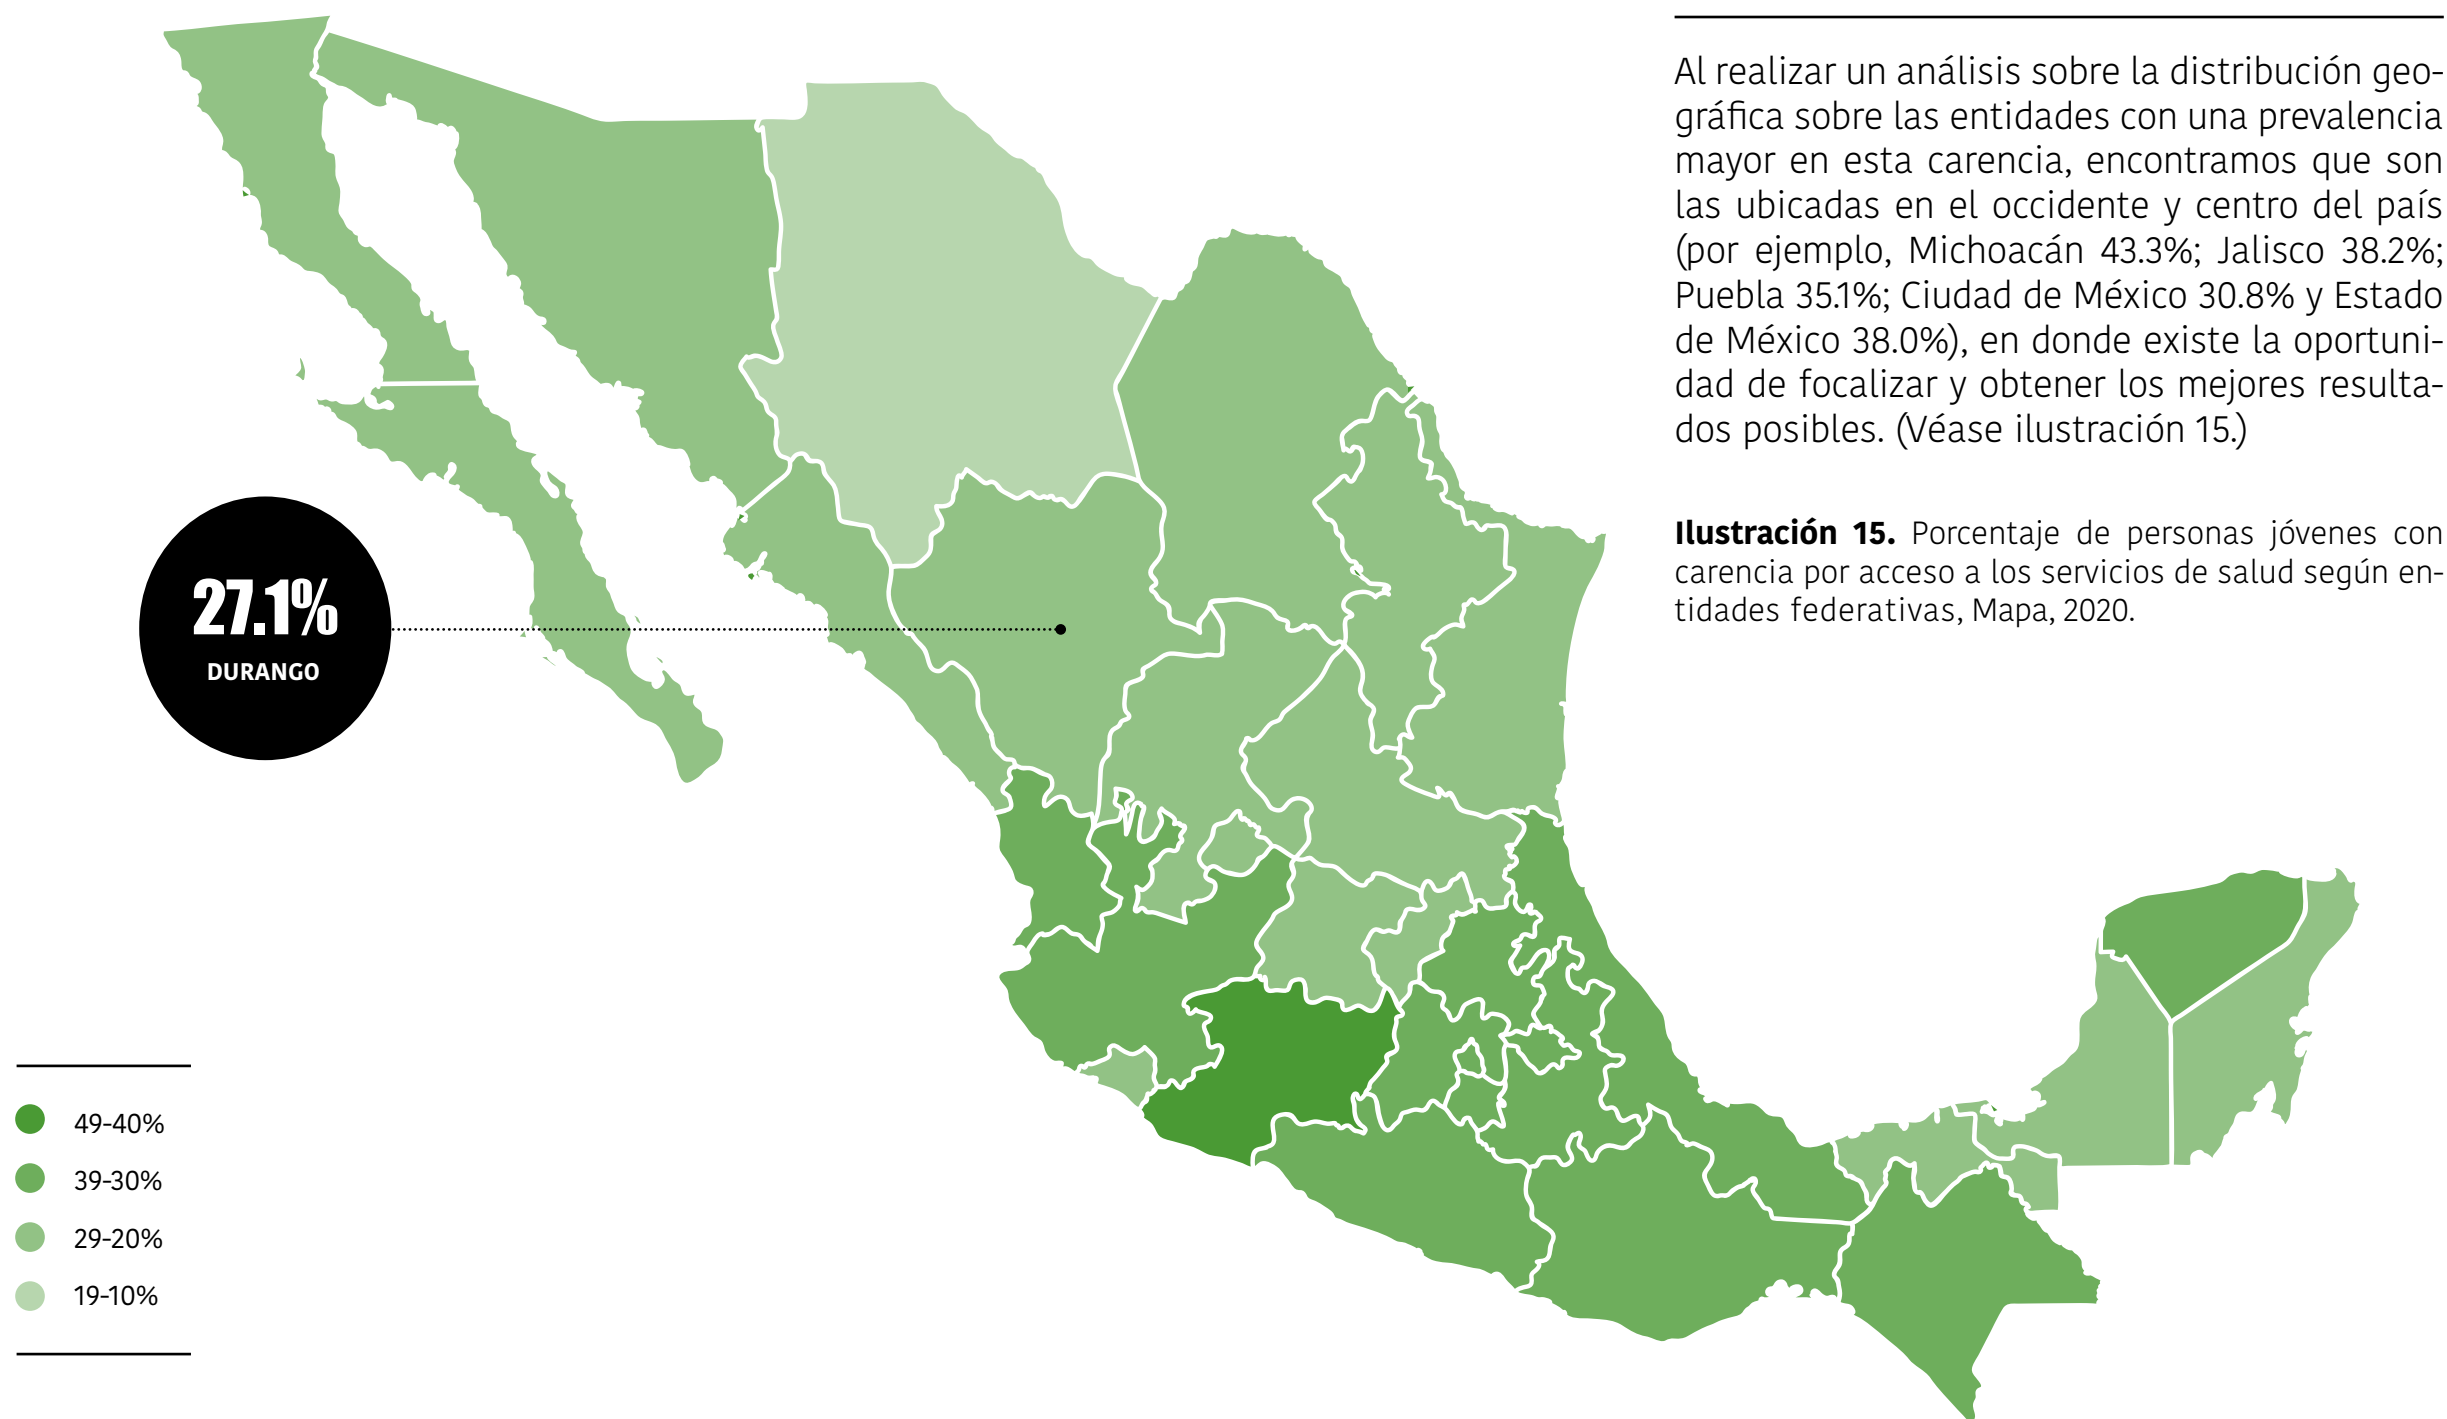 Al realizar un análisis sobre la distribución geo-
gráfica sobre las entidades con una prevalencia
mayor en esta carencia, encontramos que son
las ubicadas en el occidente y centro del país
(por ejemplo, Michoacán 43.3%; Jalisco 38.2%;
Puebla 35.1%; Ciudad de México 30.8% y Estado
de México 38.0%), en donde existe la oportuni-
dad de focalizar y obtener los mejores resulta-
dos posibles. (Véase ilustración 15.)
Ilustración 15. Porcentaje de personas jóvenes con
carencia por acceso a los servicios de salud según en-
tidades federativas, Mapa, 2020.
27.1%
DURANGO
49-40%
39-30%
29-20%
19-10%